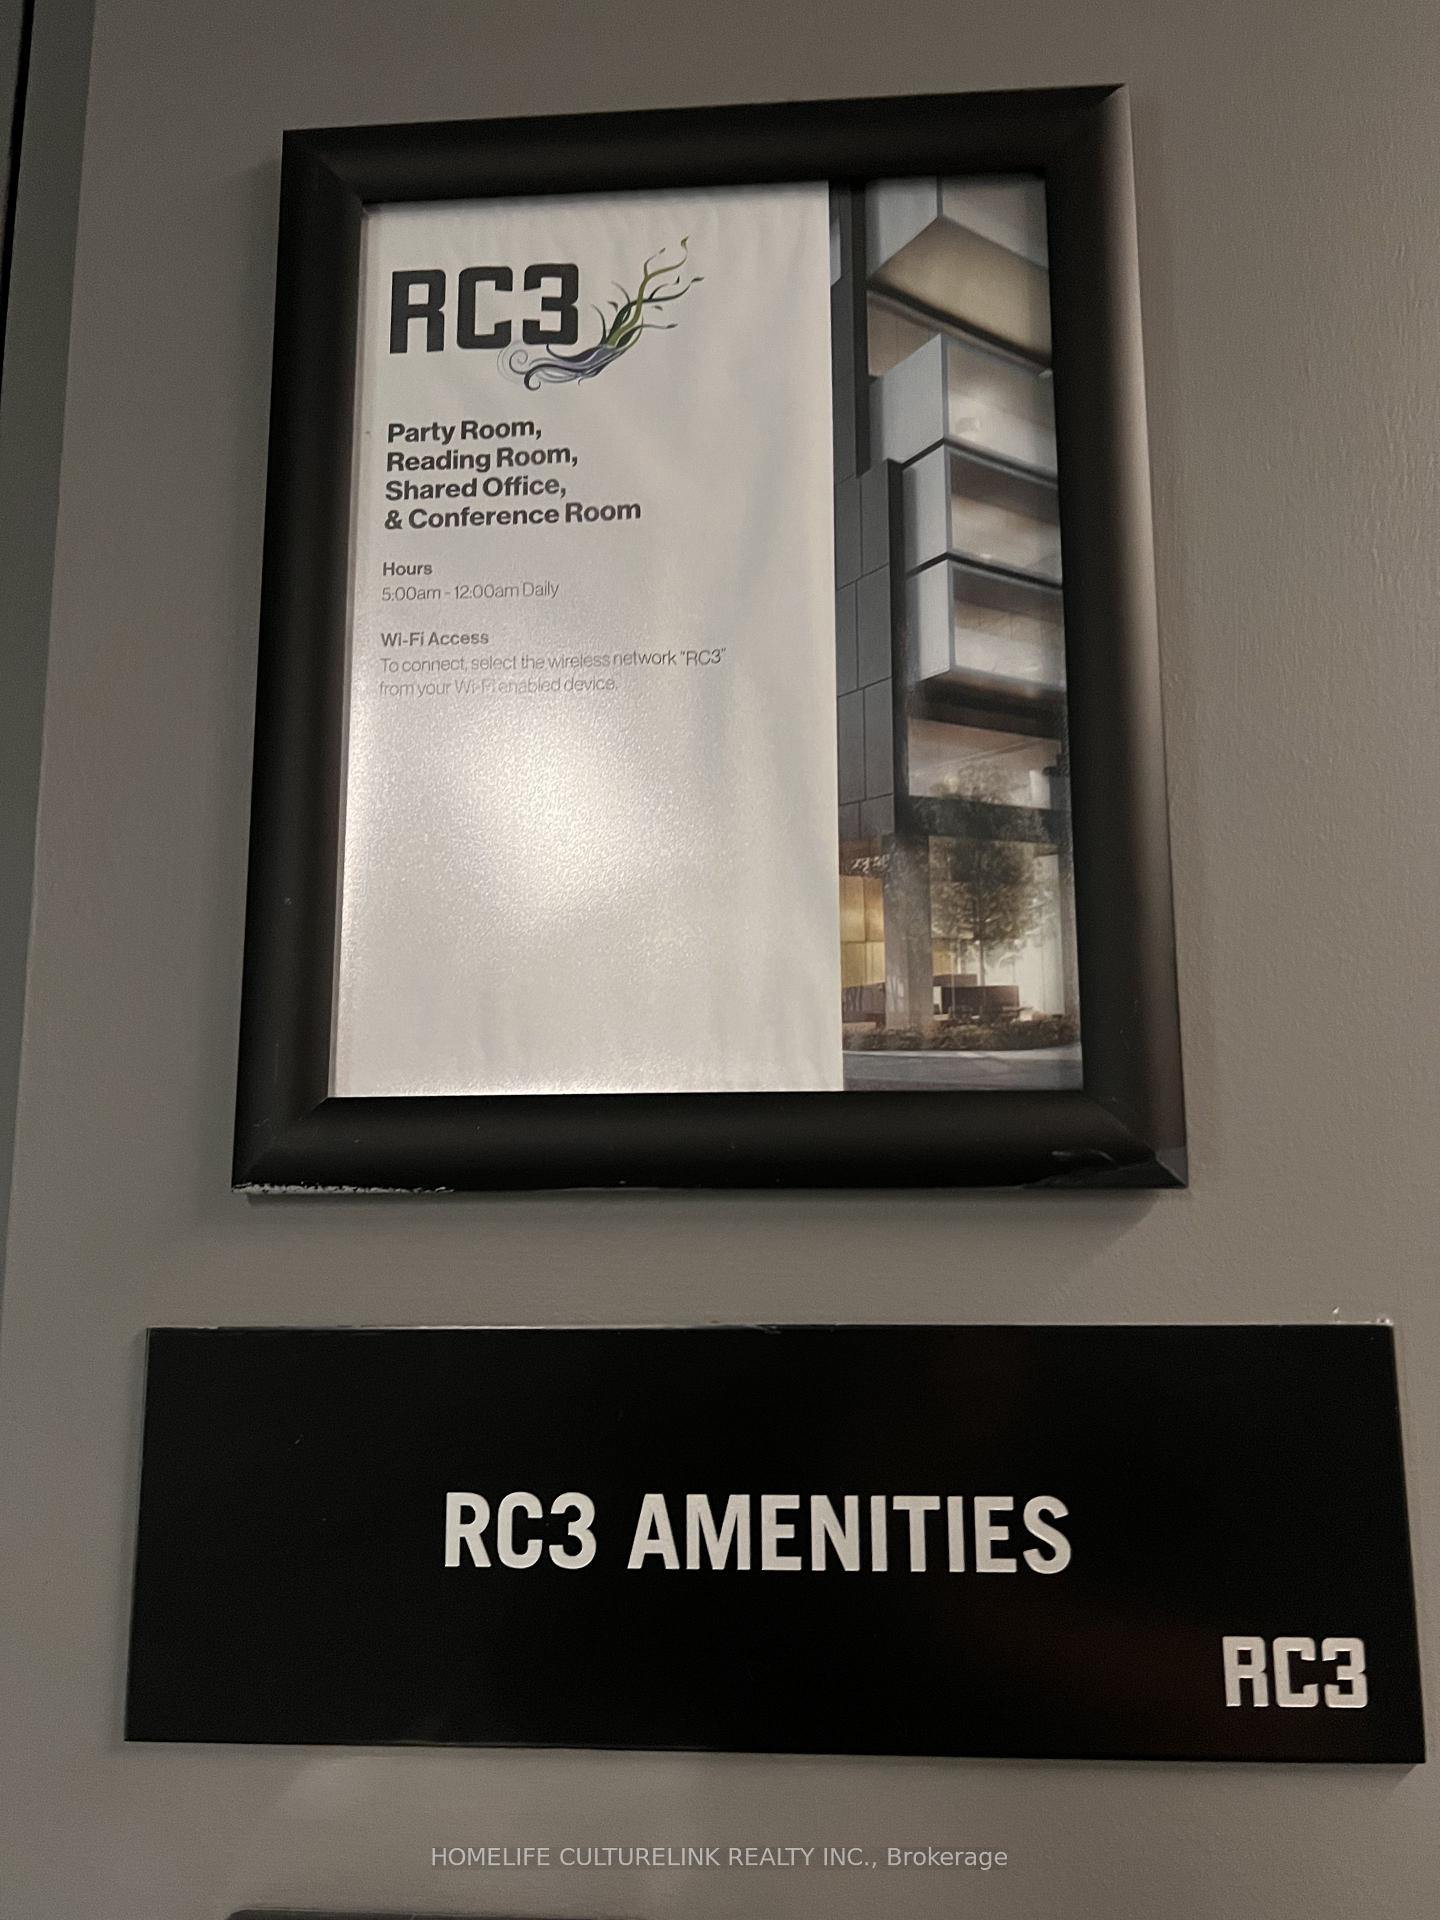 RC3
Party Room,
Reading Room,
Shared Office,
& Conference Room
Hours
5:00am - 12:00am Daily
Wi-Fi Access
To connect, select the wireless network "RC3"
from your Wi-Fi enabled device.
RC3 AMENITIES
RC3
HOMELIFE CULTURELINK REALTY INC., Brokerage